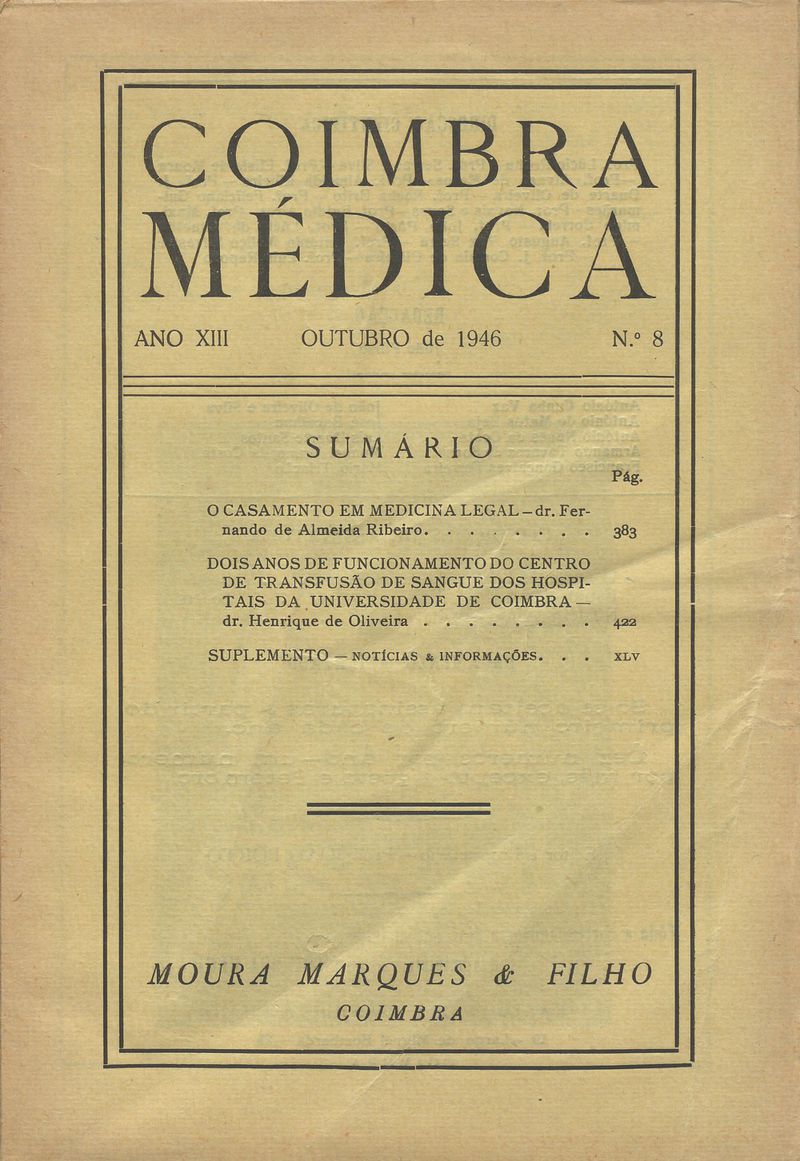 COIMBRA
MÉDICA
ANO XIII OUTUBRO de 1946 N.º 8
SUMÁRIO
Pág.
O CASAMENTO EM MEDICINA LEGAL – dr. Fer-
nando de Almeida Ribeiro. . . . . . . . 383
DOIS ANOS DE FUNCIONAMENTO DO CENTRO
DE TRANSFUSÃO DE SANGUE DOS HOSPI-
TAIS DA UNIVERSIDADE DE COIMBRA —
dr. Henrique de Oliveira . . . . . . . . 422
SUPLEMENTO — NOTÍCIAS & INFORMAÇÕES. . . XLV
MOURA MARQUES & FILHO
COIMBRA